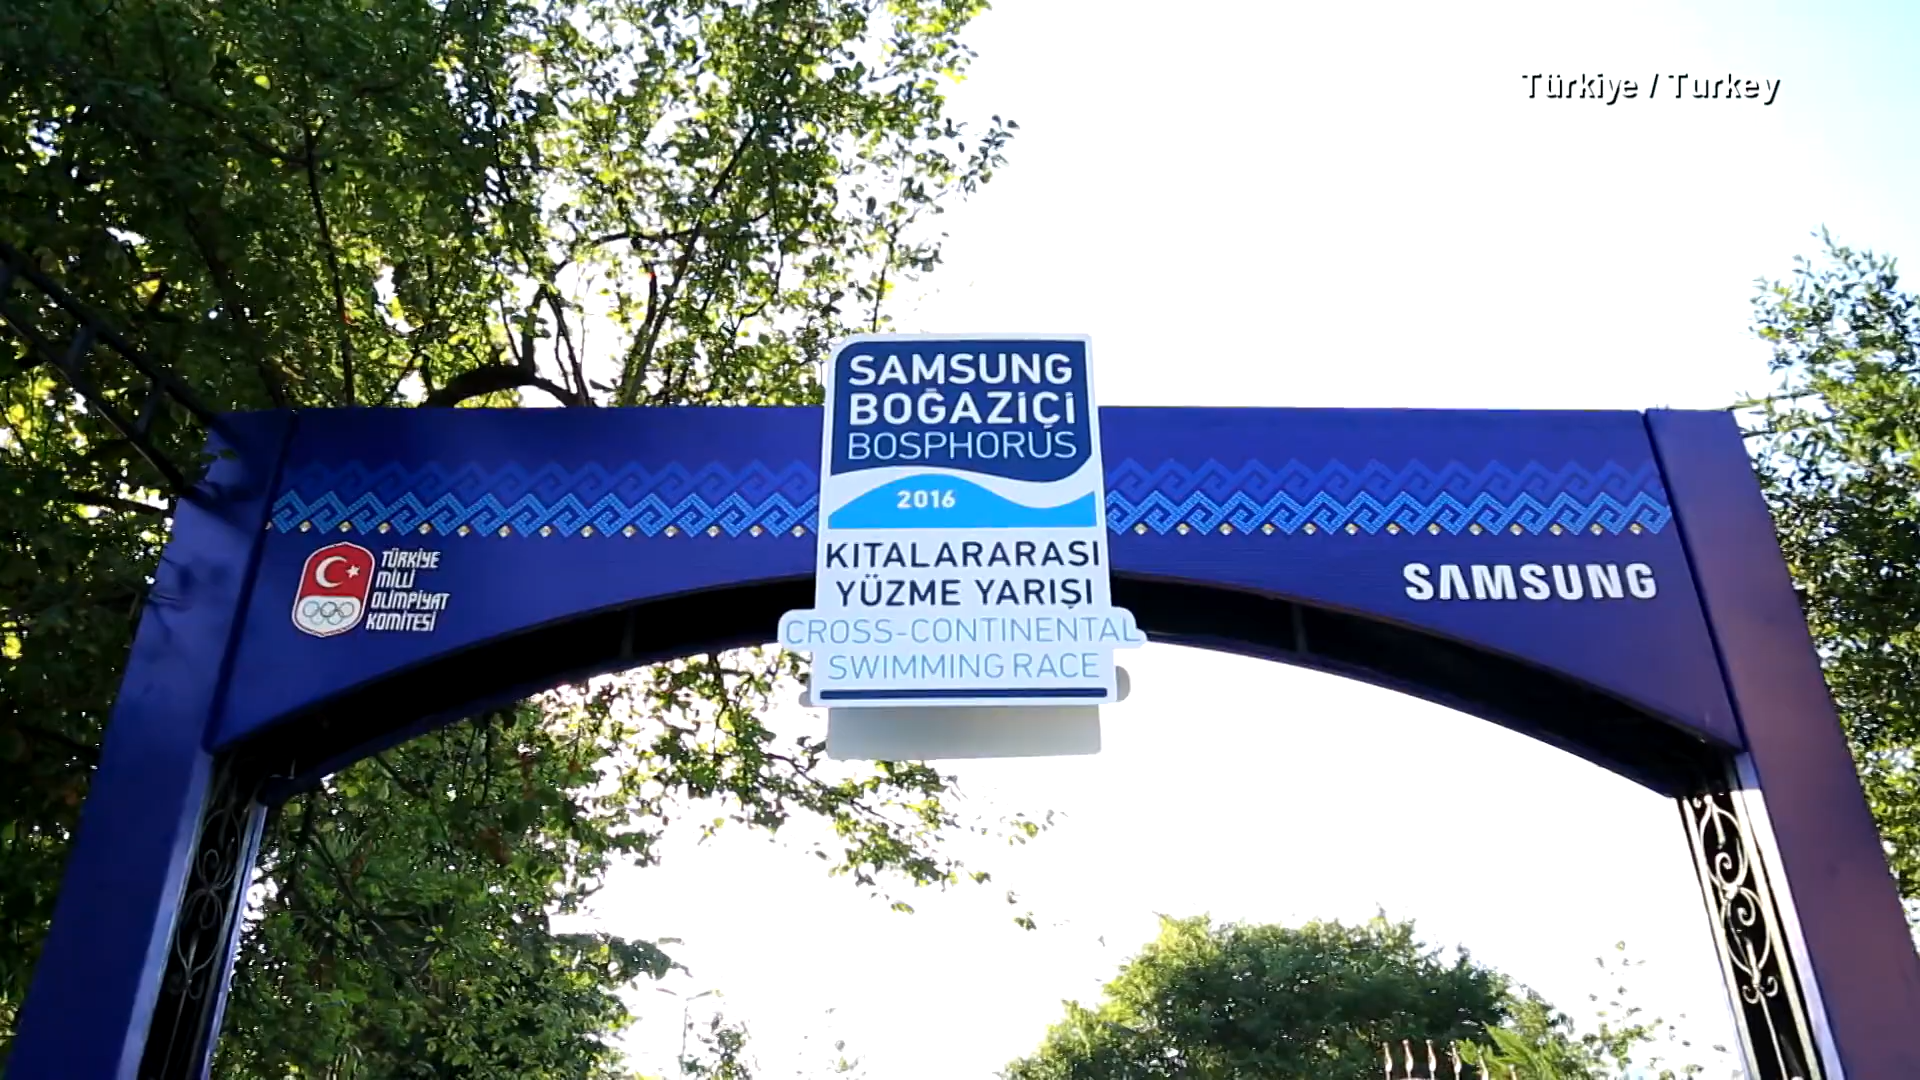 Türkiye / Turkey
SAMSUNG
BOĞAZİÇİ
BOSPHORUS
2016
KITALARARASI
YÜZME YARIŞI
CROSS-CONTINENTAL
SWIMMING RACE
TÜRKİYE
MİLLİ
OLİMPİYAT
KOMİTESİ
SAMSUNG